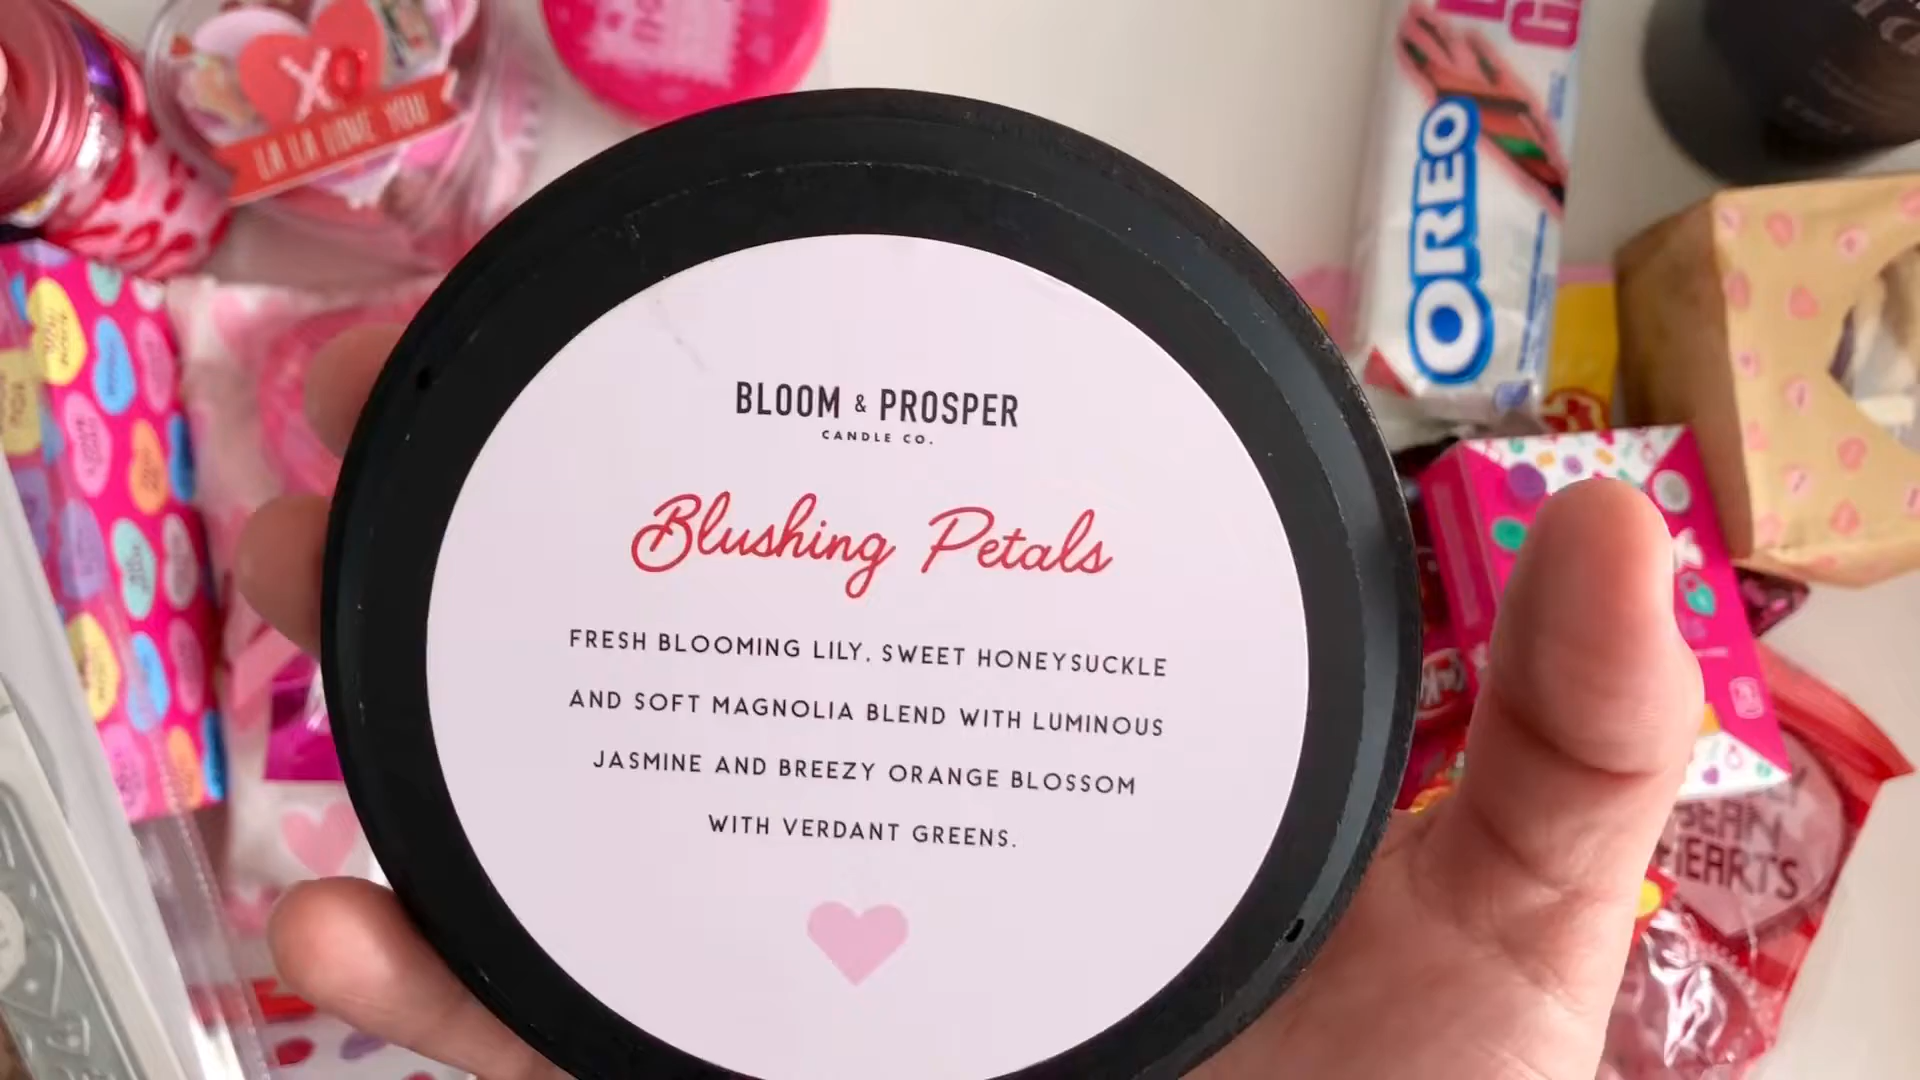 XO
LA LA LOVE YOU
OREO
BLOOM & PROSPER
CANDLE CO.
Blushing Petals
FRESH BLOOMING LILY, SWEET HONEYSUCKLE
AND SOFT MAGNOLIA BLEND WITH LUMINOUS
JASMINE AND BREEZY ORANGE BLOSSOM
WITH VERDANT GREENS.
BEAN
HEARTS